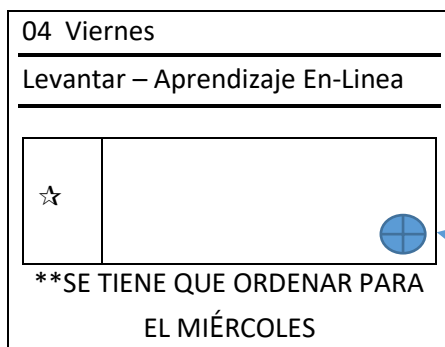 04 Viernes
Levantar – Aprendizaje En-Linea
☆
**SE TIENE QUE ORDENAR PARA
EL MIÉRCOLES